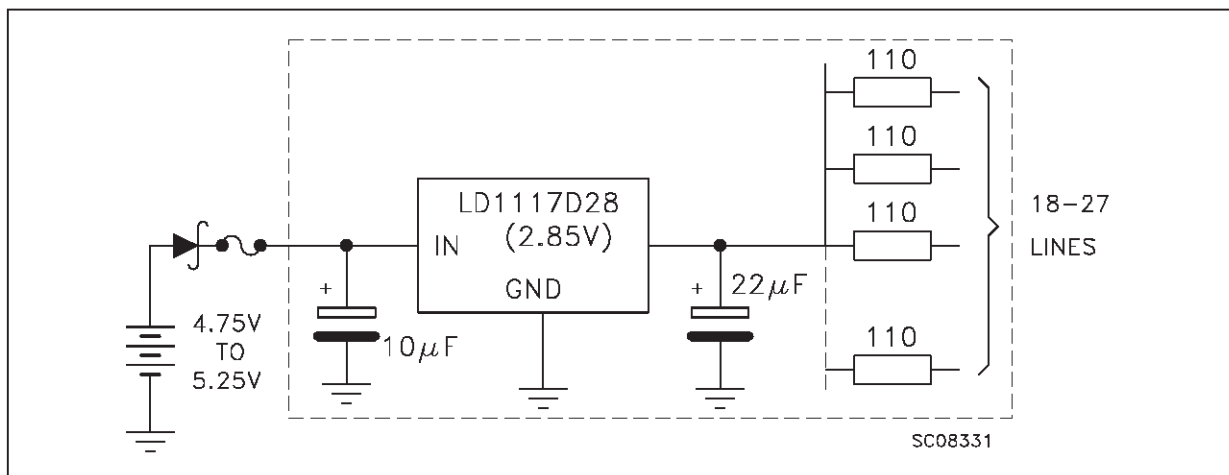 110
110
110
110
18-27
LINES
LD1117D28
(2.85V)
IN
GND
+
10µF
+
22µF
4.75V
TO
5.25V
SC08331